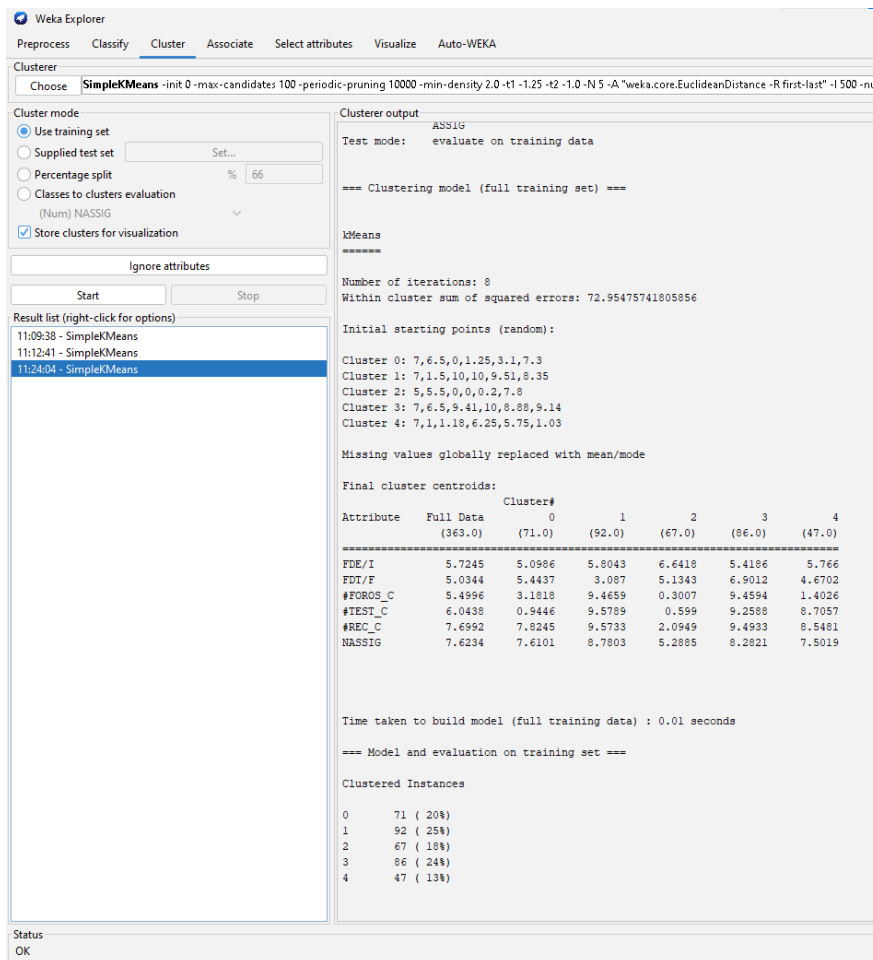 Weka Explorer
Preprocess Classify Cluster Associate Select attributes Visualize Auto-WEKA
Clusterer
Choose SimpleKMeans -init 0 -max-candidates 100 -periodic-pruning 10000 -min-density 2.0 -t1 -1.25 -t2 -1.0 -N 5 -A "weka.core.EuclideanDistance -R first-last" -I 500 -nu
Cluster mode
Use training set
Supplied test set Set...
Percentage split % 66
Classes to clusters evaluation
(Num) NASSIG
Store clusters for visualization
Ignore attributes
Start Stop
Result list (right-click for options)
11:09:38 - SimpleKMeans
11:12:41 - SimpleKMeans
11:24:04 - SimpleKMeans
Clusterer output
ASSIG
Test mode: evaluate on training data
=== Clustering model (full training set) ===
kMeans
======
Number of iterations: 8
Within cluster sum of squared errors: 72.95475741805856
Initial starting points (random):
Cluster 0: 7,6.5,0,1.25,3.1,7.3
Cluster 1: 7,1.5,10,10,9.51,8.35
Cluster 2: 5,5.5,0,0,0.2,7.8
Cluster 3: 7,6.5,9.41,10,8.88,9.14
Cluster 4: 7,1,1.18,6.25,5.75,1.03
Missing values globally replaced with mean/mode
Final cluster centroids:
Cluster#
Attribute Full Data 0 1 2 3 4
(363.0) (71.0) (92.0) (67.0) (86.0) (47.0)
==========================================================================
FDE/I 5.7245 5.0986 5.8043 6.6418 5.4186 5.766
FDT/F 5.0344 5.4437 3.087 5.1343 6.9012 4.6702
#FOROS_C 5.4996 3.1818 9.4659 0.3007 9.4594 1.4026
#TEST_C 6.0438 0.9446 9.5789 0.599 9.2588 8.7057
#REC_C 7.6992 7.8245 9.5733 2.0949 9.4933 8.5481
NASSIG 7.6234 7.6101 8.7803 5.2885 8.2821 7.5019
Time taken to build model (full training data) : 0.01 seconds
=== Model and evaluation on training set ===
Clustered Instances
0 71 ( 20%)
1 92 ( 25%)
2 67 ( 18%)
3 86 ( 24%)
4 47 ( 13%)
Status
OK